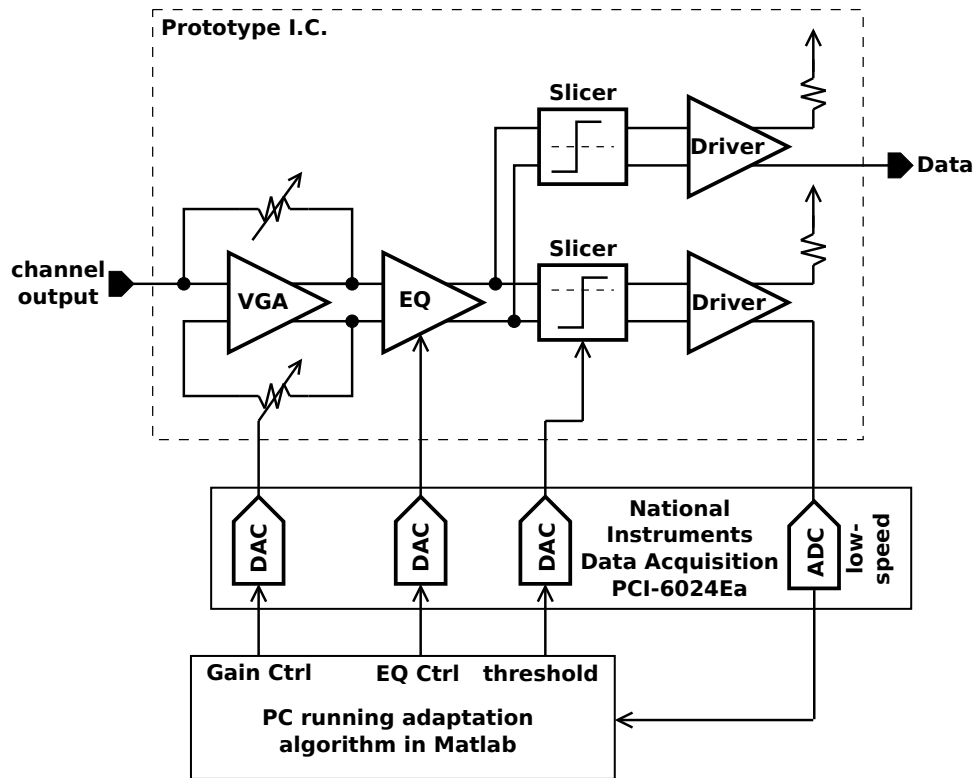 Prototype I.C.
Slicer
Driver
Data
Slicer
channel
output
VGA
EQ
Driver
DAC
DAC
DAC
National
Instruments
Data Acquisition
PCI-6024Ea
ADC
low-
speed
Gain Ctrl
EQ Ctrl
threshold
PC running adaptation
algorithm in Matlab